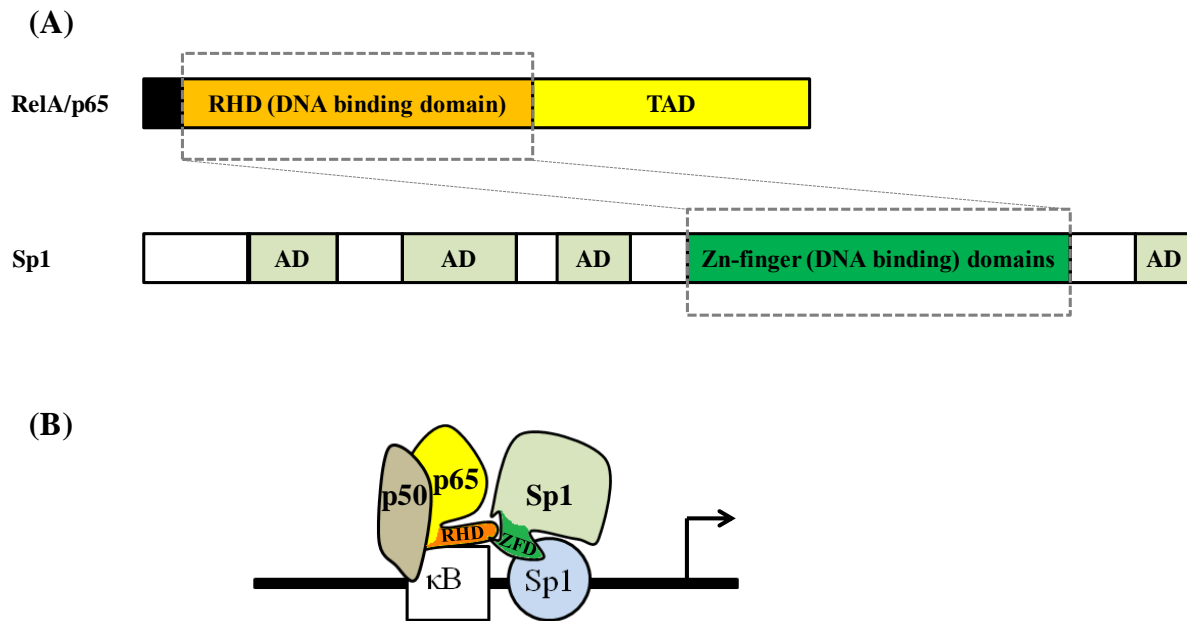 (A)
RelA/p65
RHD (DNA binding domain)
TAD
Sp1
AD
AD
AD
Zn-finger (DNA binding) domains
AD
(B)
p50
p65
Sp1
RHD
ZFD
κB
Sp1